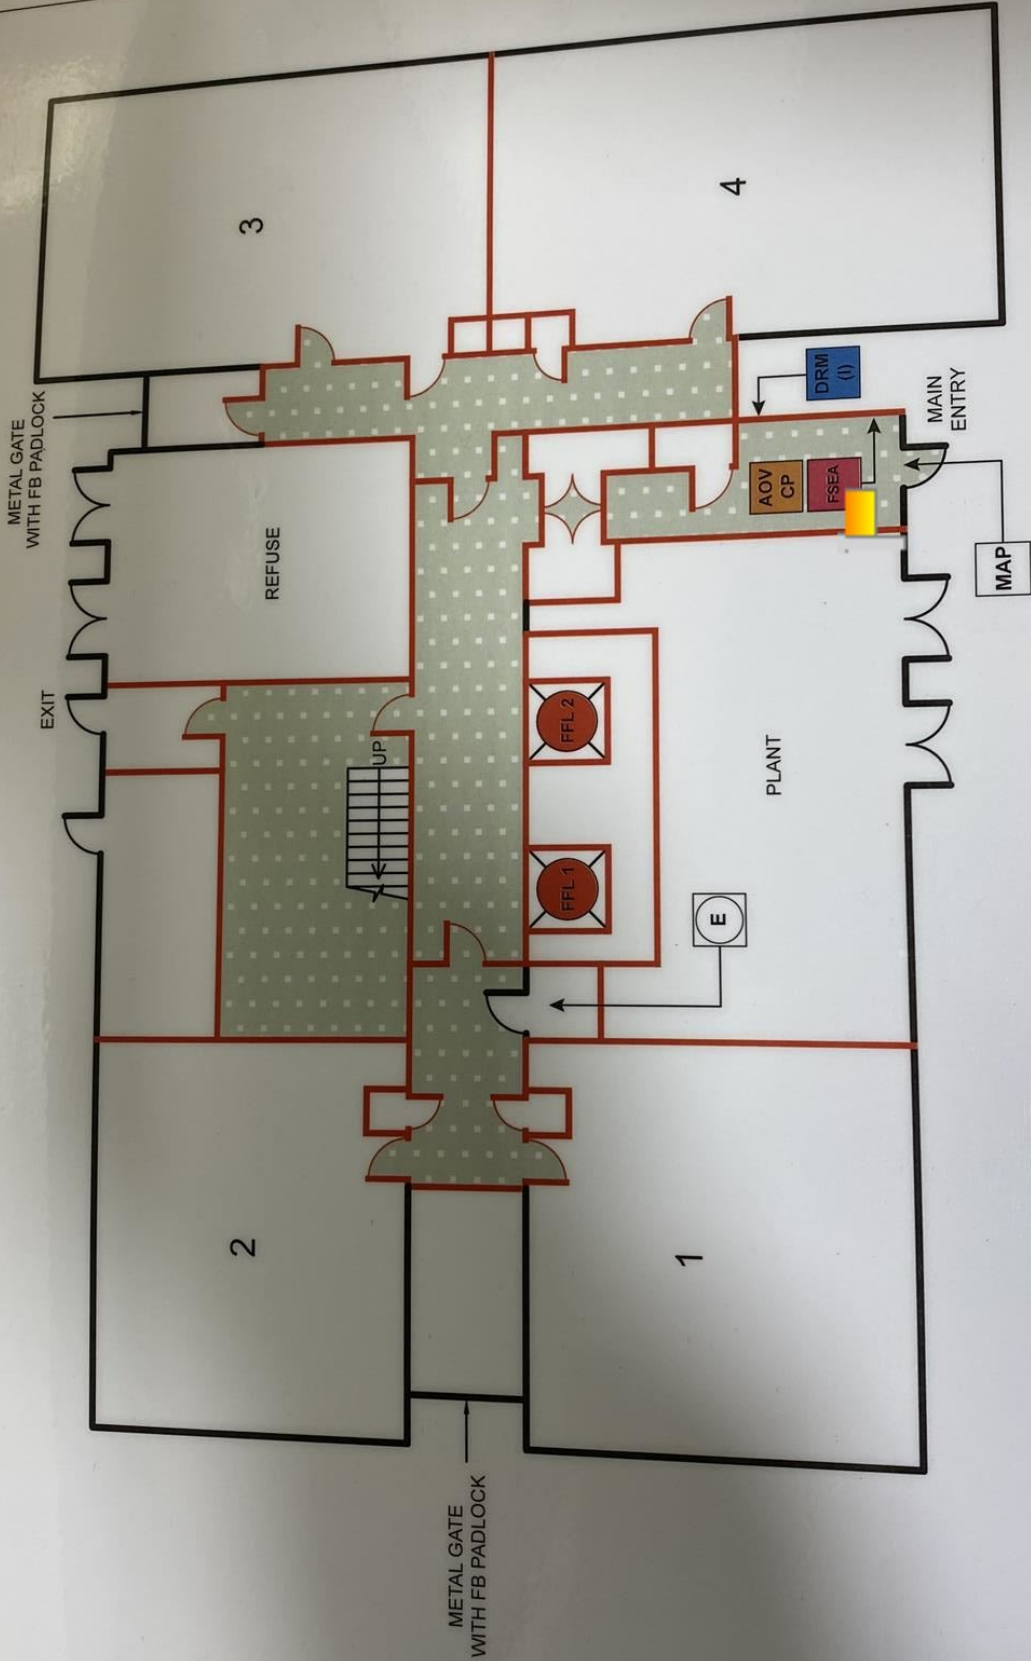 METAL GATE
WITH FB PADLOCK
3
4
REFUSE
EXIT
DRM
(I)
MAIN
ENTRY
AOV
CP
FSEA
MAP
UP
FFL 2
FFL 1
PLANT
E
2
1
METAL GATE
WITH FB PADLOCK